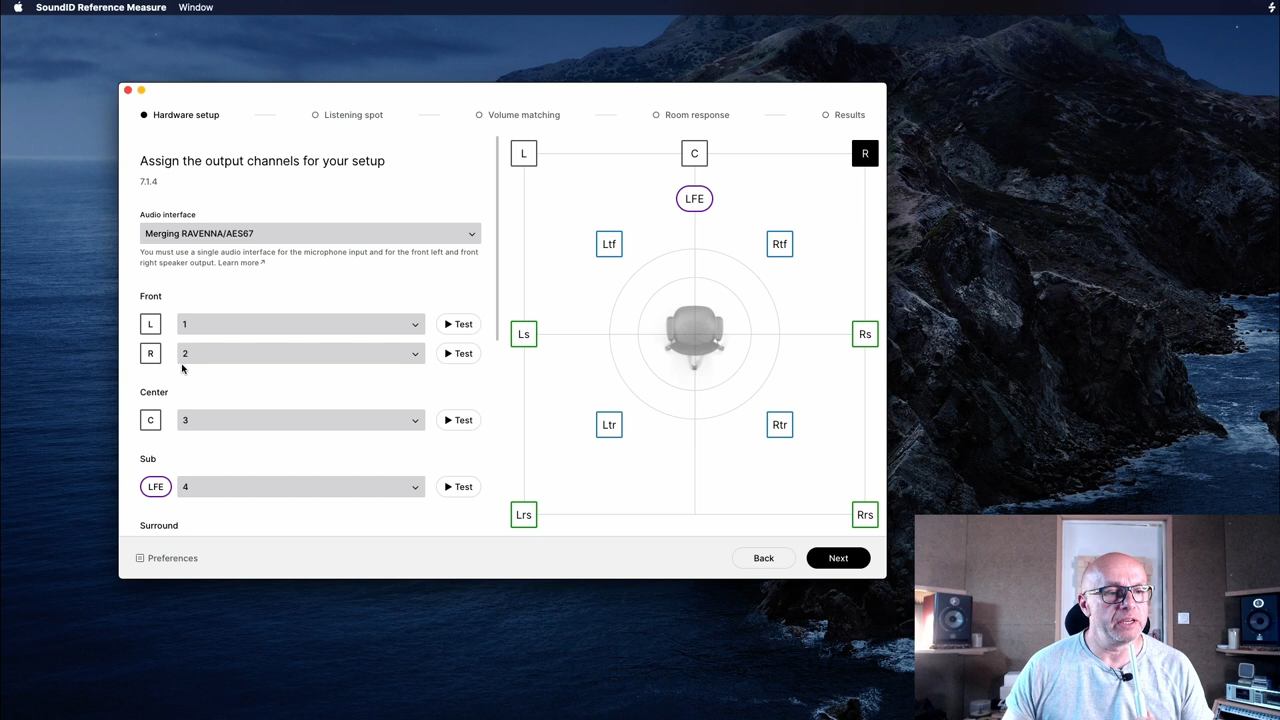 SoundID Reference Measure Window
Hardware setup
Listening spot
Volume matching
Room response
Results
Assign the output channels for your setup
7.1.4
Audio interface
Merging RAVENNA/AES67
You must use a single audio interface for the microphone input and for the front left and front
right speaker output. Learn more↗
Front
L 1 Test
R 2 Test
Center
C 3 Test
Sub
LFE 4 Test
Surround
L C R
LFE
Ltf Rtf
Ls Rs
Ltr Rtr
Lrs Rrs
Preferences
Back
Next